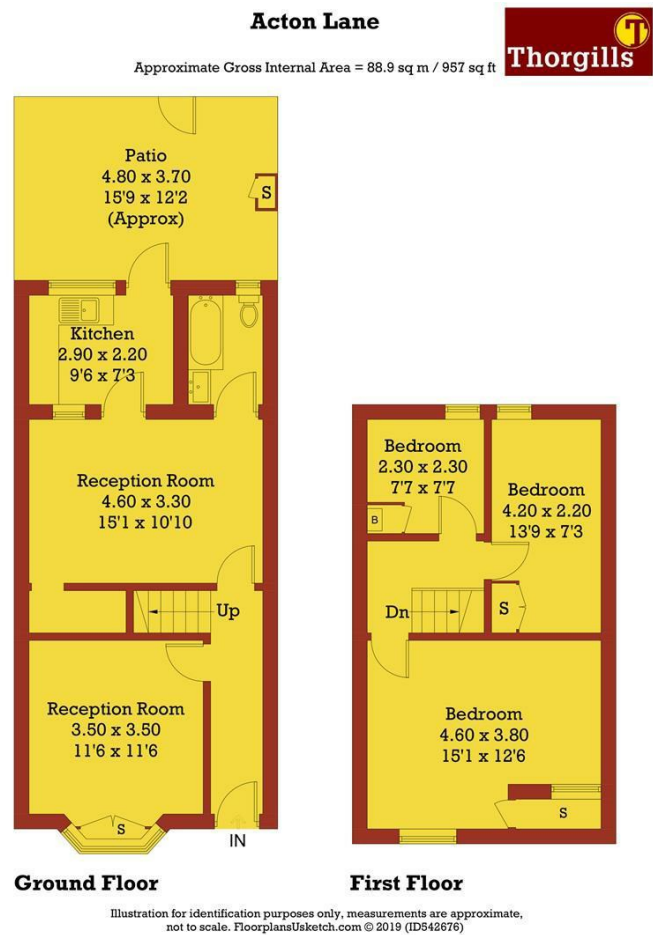 Acton Lane
Approximate Gross Internal Area = 88.9 sq m / 957 sq ft
T
Thorgills
Patio
4.80 x 3.70
15'9 x 12'2
(Approx)
S
Kitchen
2.90 x 2.20
9'6 x 7'3
Reception Room
4.60 x 3.30
15'1 x 10'10
Up
Reception Room
3.50 x 3.50
11'6 x 11'6
S
IN
Ground Floor
Bedroom
2.30 x 2.30
7'7 x 7'7
B
Bedroom
4.20 x 2.20
13'9 x 7'3
S
Dn
Bedroom
4.60 x 3.80
15'1 x 12'6
S
First Floor
Illustration for identification purposes only, measurements are approximate,
not to scale. FloorplansUsketch.com © 2019 (ID542676)